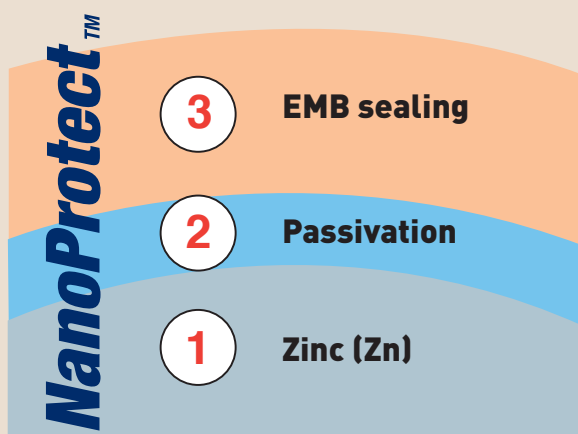 NanoProtect™
3 EMB sealing
2 Passivation
1 Zinc (Zn)